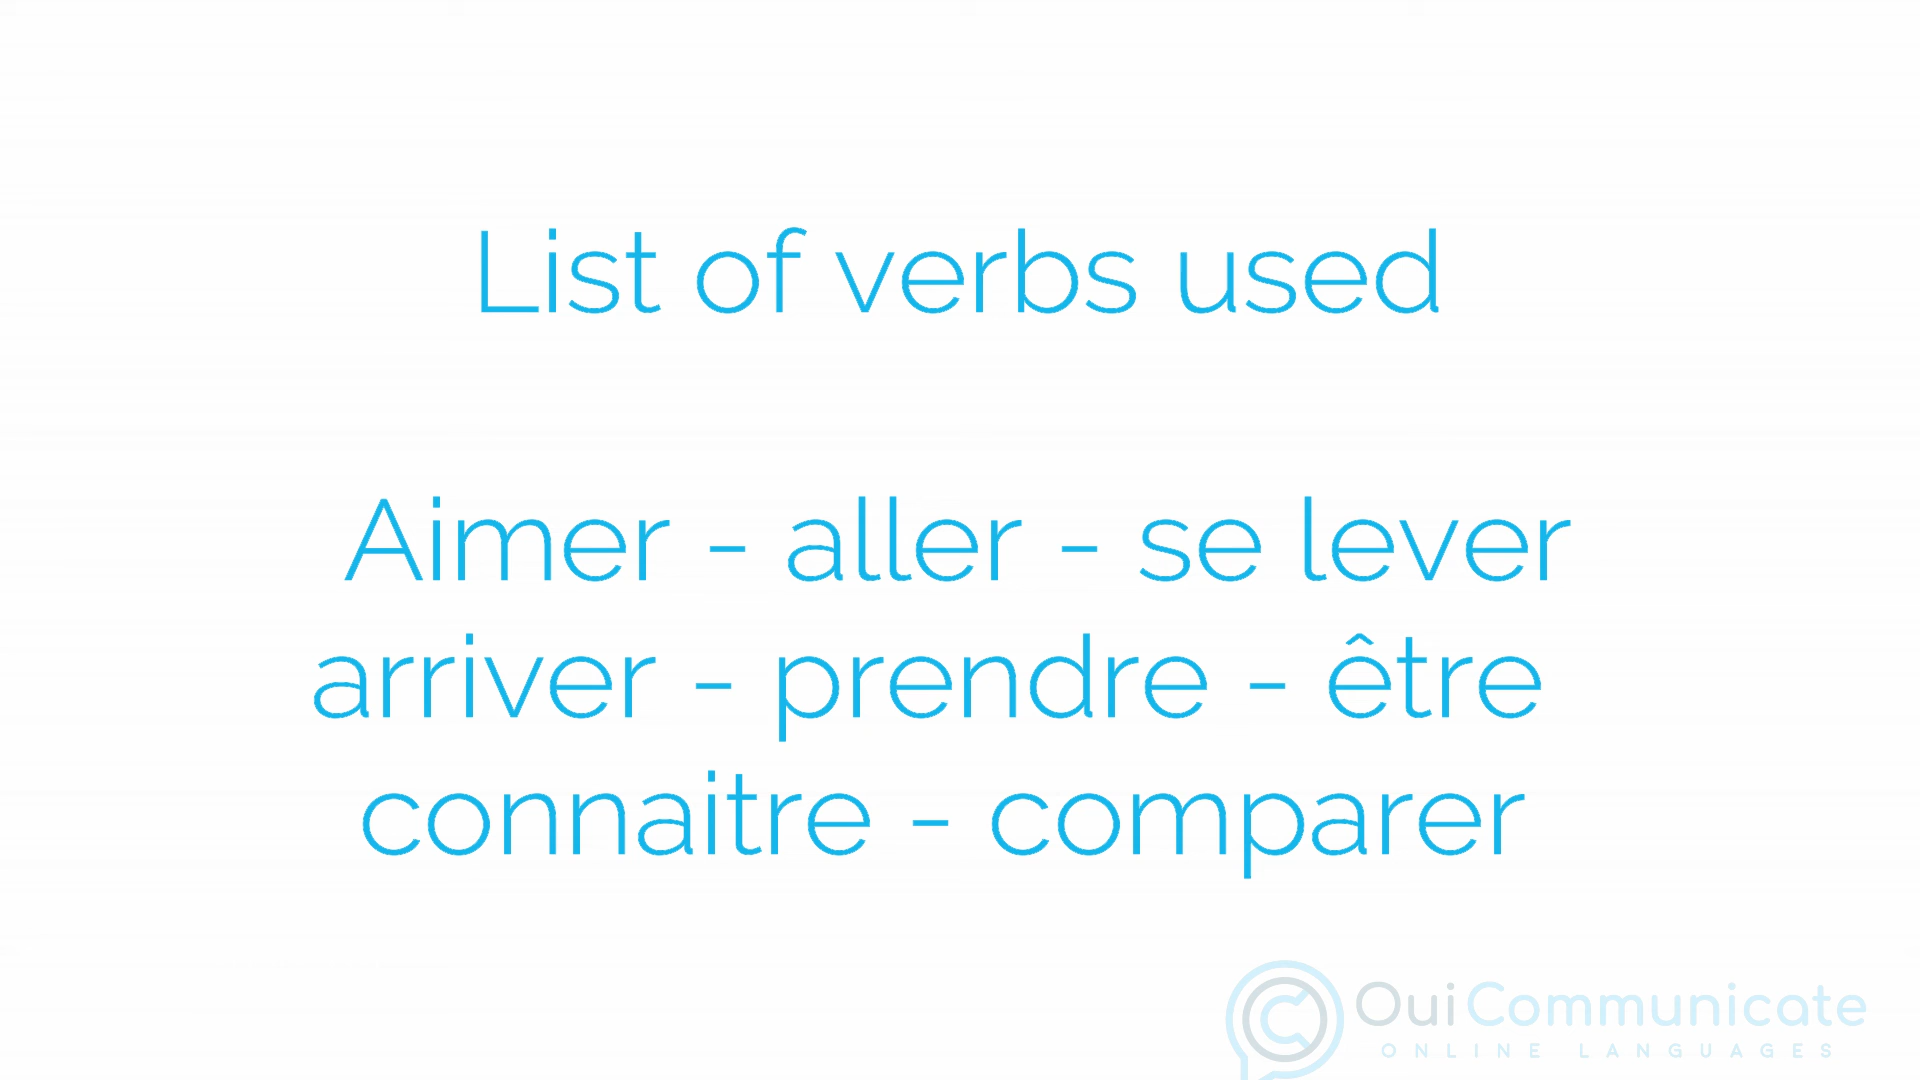 List of verbs used
Aimer - aller - se lever
arriver - prendre - être
connaitre - comparer
OuiCommunicate
ONLINE LANGUAGES